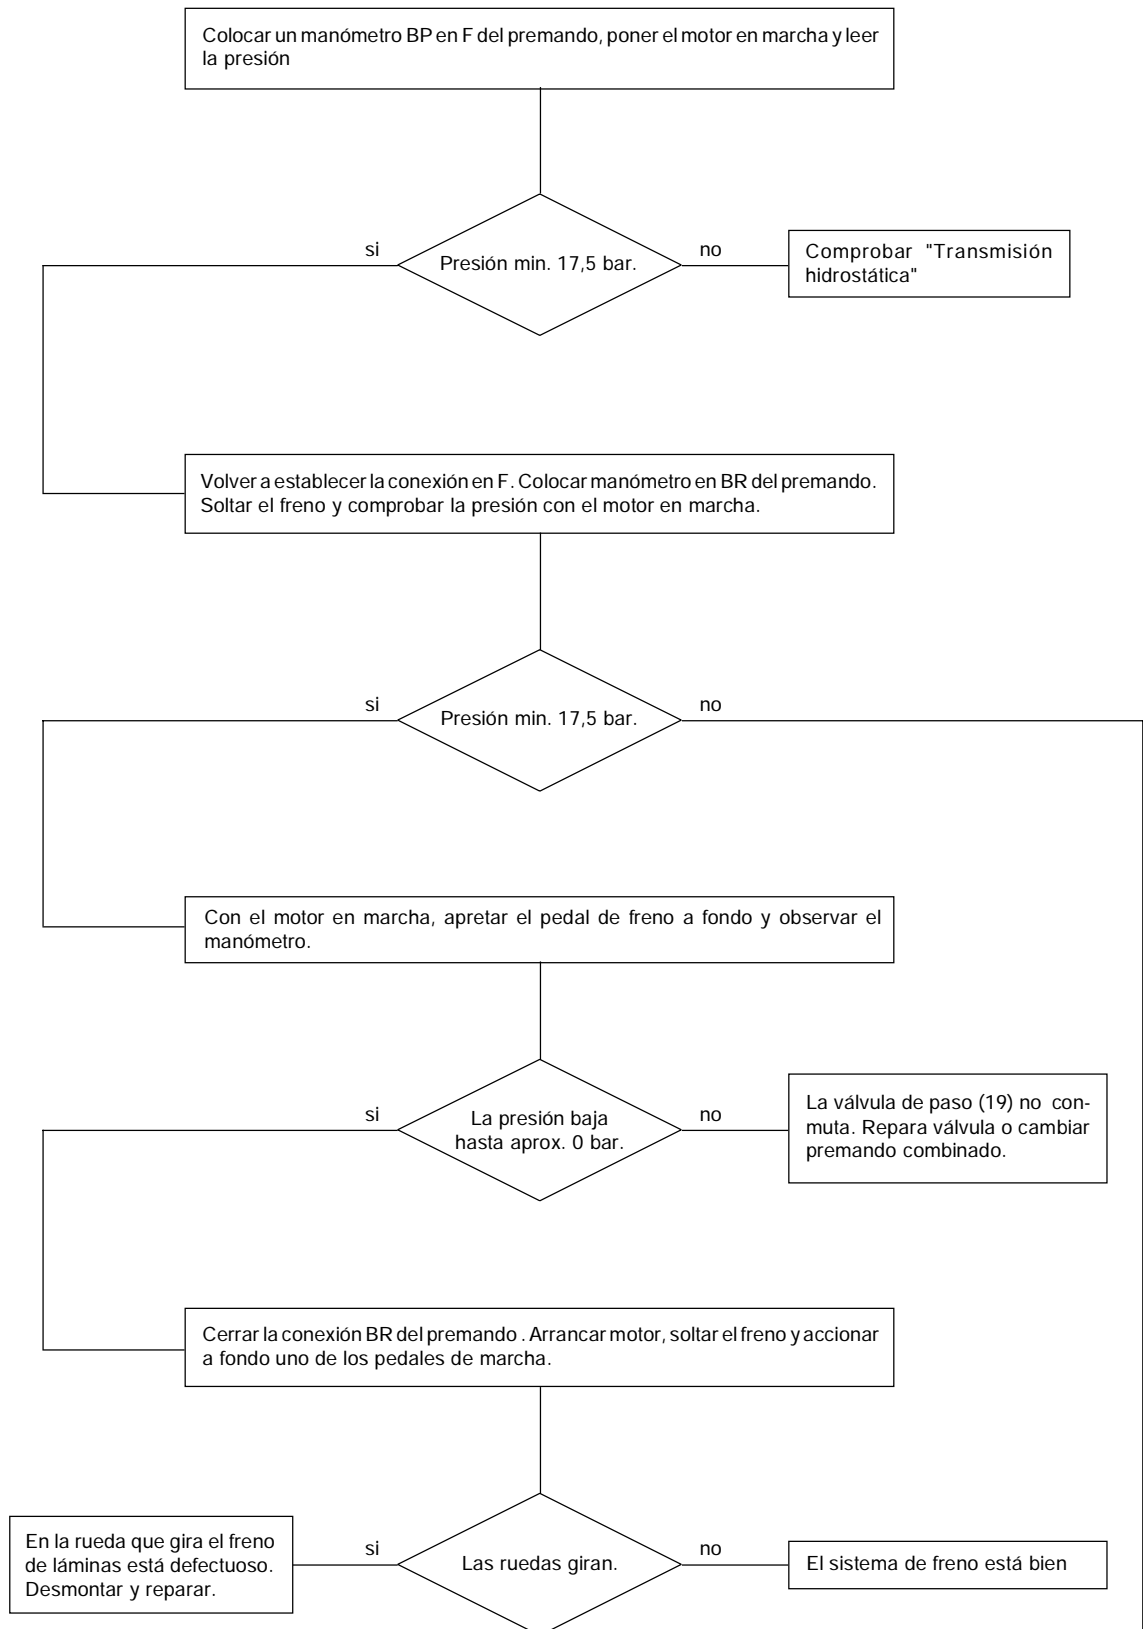 Colocar un manómetro BP en F del premando, poner el motor en marcha y leer
la presión
si
Presión min. 17,5 bar.
no
Comprobar "Transmisión
hidrostática"
Volver a establecer la conexión en F. Colocar manómetro en BR del premando.
Soltar el freno y comprobar la presión con el motor en marcha.
si
Presión min. 17,5 bar.
no
Con el motor en marcha, apretar el pedal de freno a fondo y observar el
manómetro.
si
La presión baja
hasta aprox. 0 bar.
no
La válvula de paso (19) no con-
muta. Repara válvula o cambiar
premando combinado.
Cerrar la conexión BR del premando . Arrancar motor, soltar el freno y accionar
a fondo uno de los pedales de marcha.
En la rueda que gira el freno
de láminas está defectuoso.
Desmontar y reparar.
si
Las ruedas giran.
no
El sistema de freno está bien